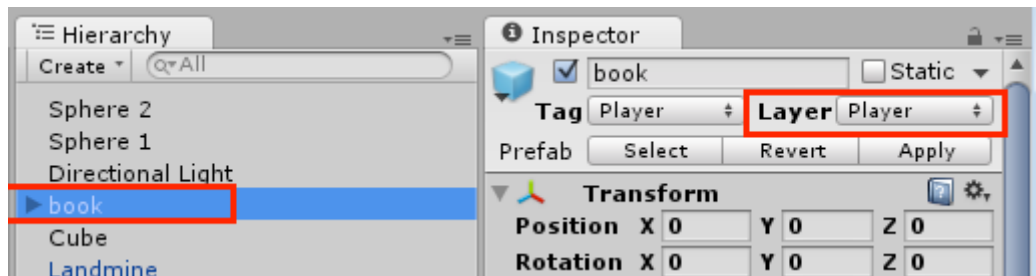 Hierarchy
Create All
Sphere 2
Sphere 1
Directional Light
book
Cube
Landmine
Inspector
book Static
Tag Player Layer Player
Prefab Select Revert Apply
Transform
Position X 0 Y 0 Z 0
Rotation X 0 Y 0 Z 0